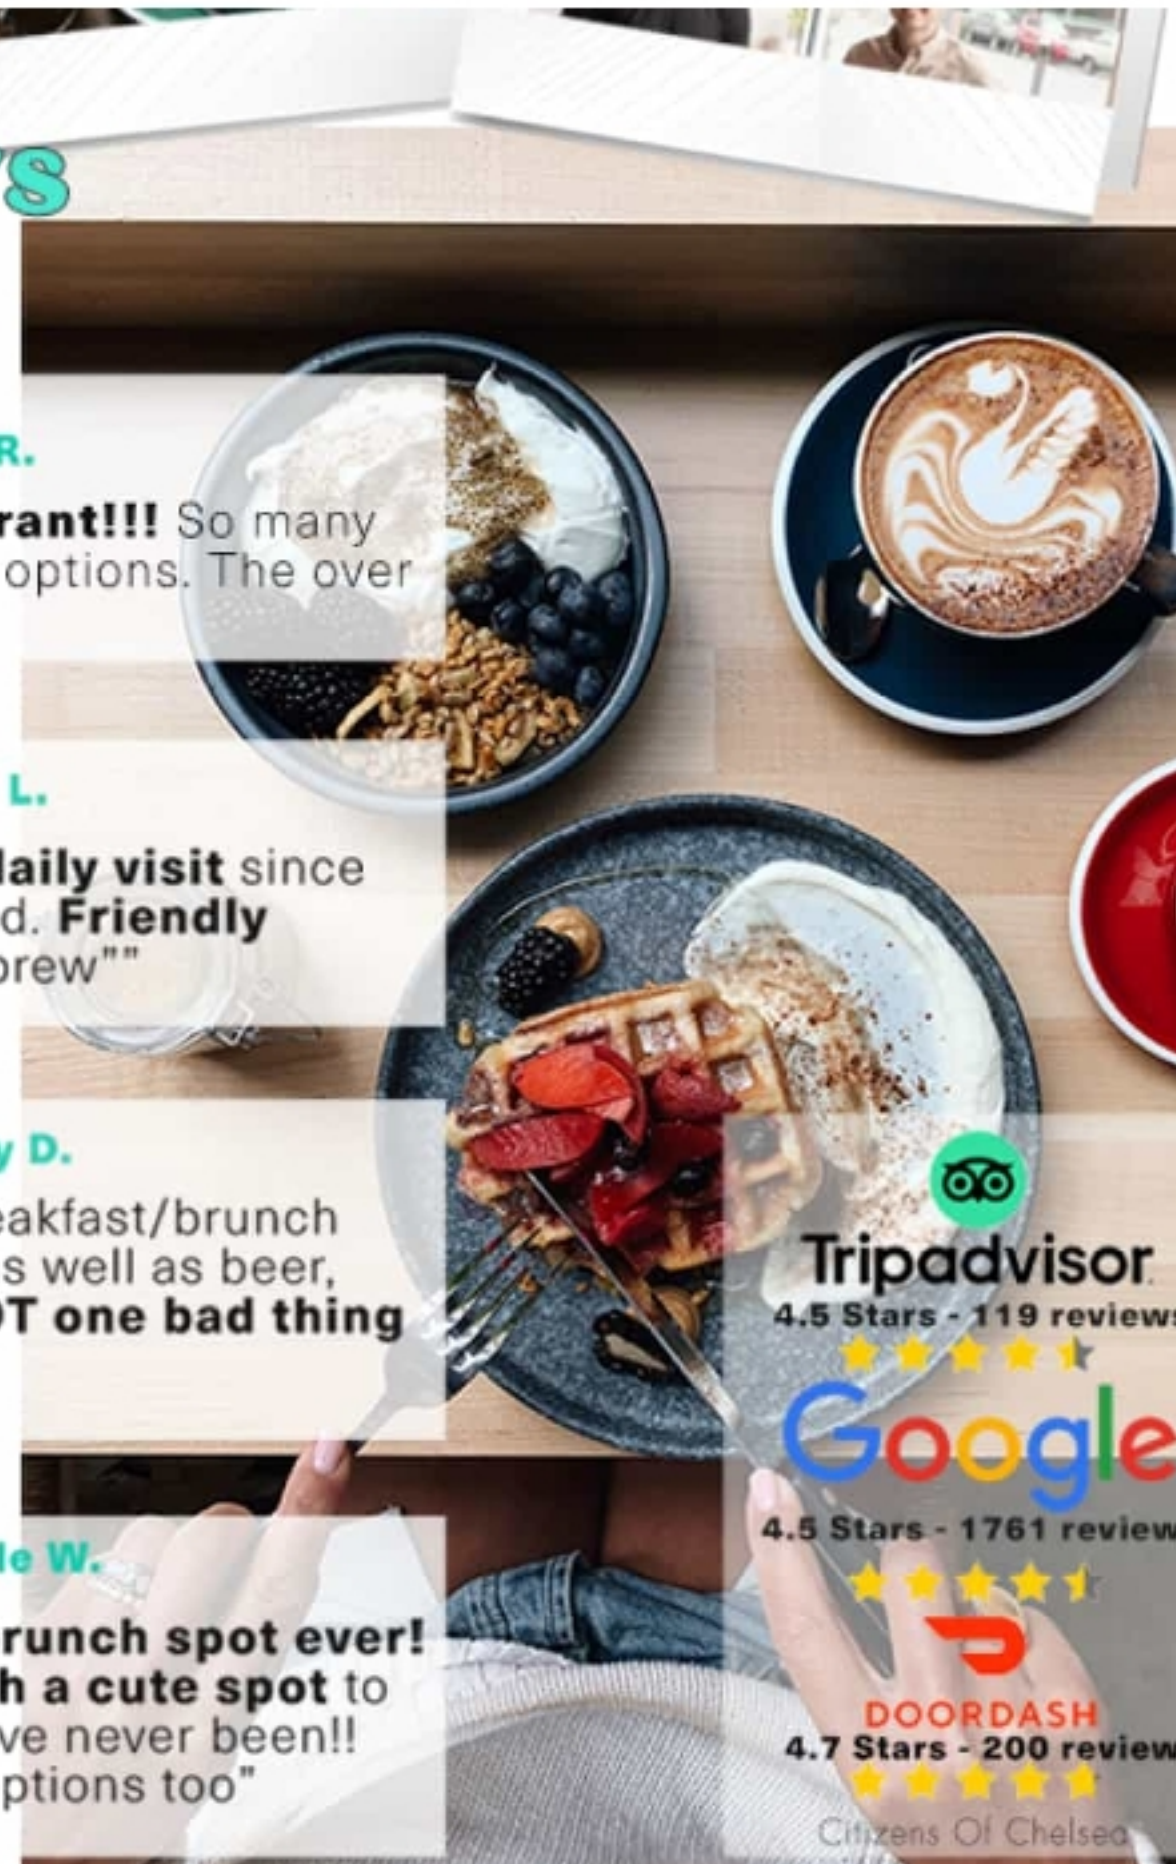 R.
rant!!! So many
options. The over
L.
daily visit since
d. Friendly
brew””
y D.
eakfast/brunch
s well as beer,
OT one bad thing
le W.
runch spot ever!
h a cute spot to
ve never been!!
ptions too”
Tripadvisor
4.5 Stars - 119 reviews
Google
4.5 Stars - 1761 review
DOORDASH
4.7 Stars - 200 review
Citizens Of Chelsea